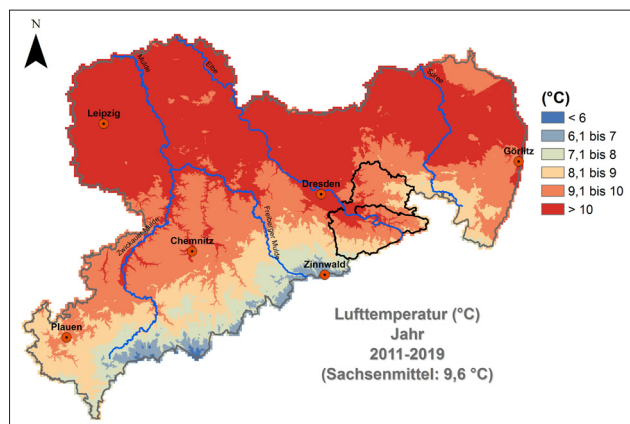 N
Mulde
Elbe
Spree
Leipzig
(°C)
< 6
6,1 bis 7
7,1 bis 8
8,1 bis 9
9,1 bis 10
> 10
Görlitz
Dresden
Freiberger Mulde
Zwickauer Mulde
Chemnitz
Zinnwald
Plauen
Lufttemperatur (°C)
Jahr
2011-2019
(Sachsenmittel: 9,6 °C)